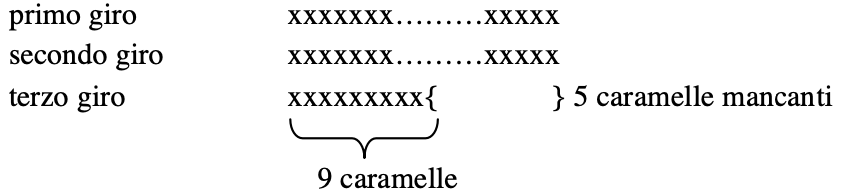 primo giro xxxxxxx………xxxxx
secondo giro xxxxxxx………xxxxx
terzo giro xxxxxxxxx{ } 5 caramelle mancanti
9 caramelle